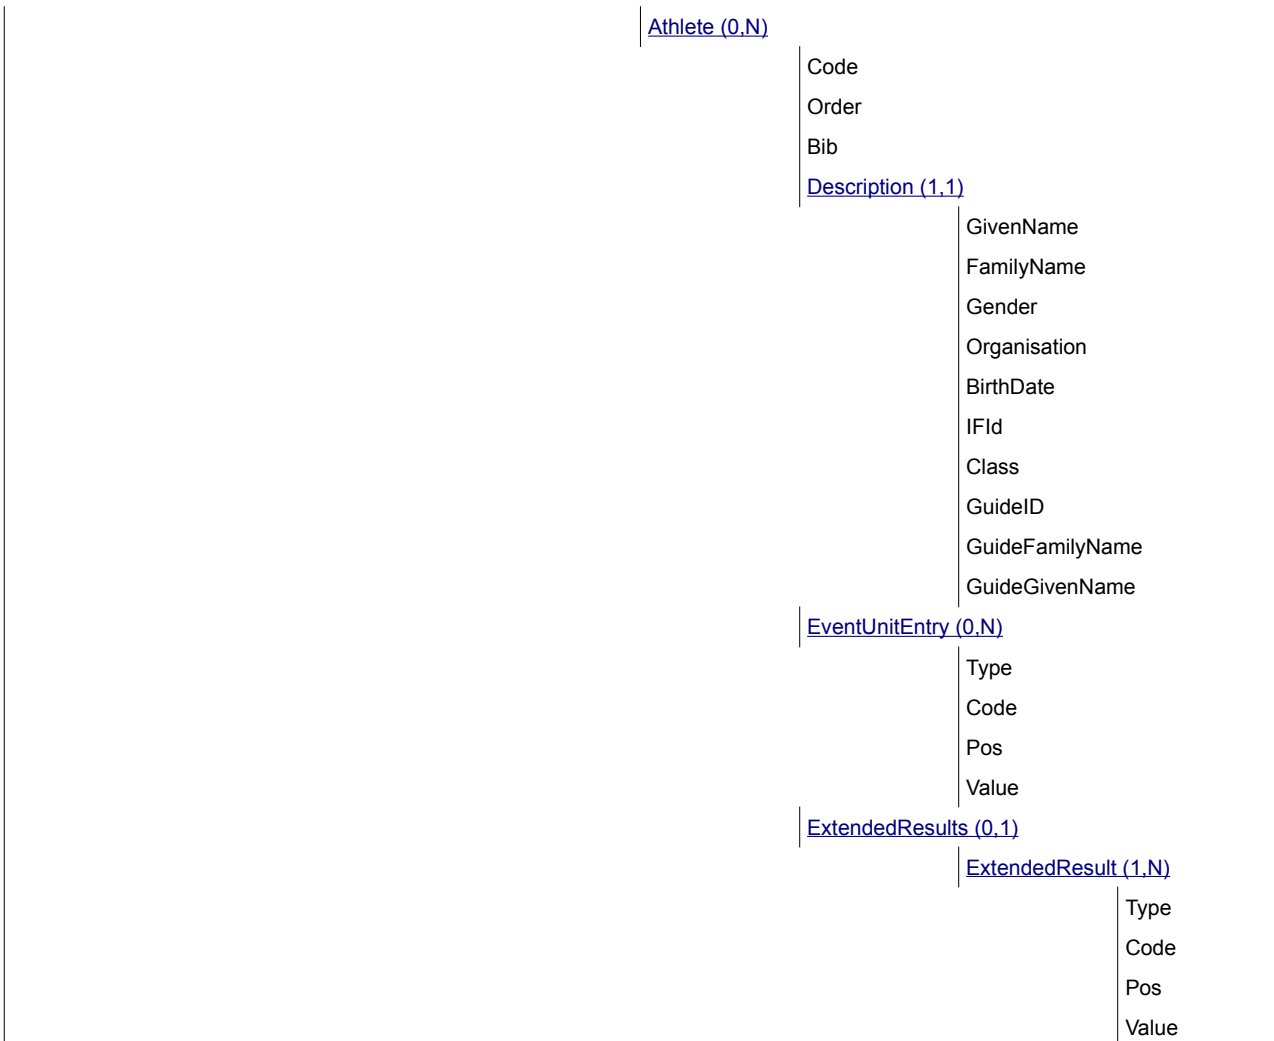 Athlete (0,N)
Code
Order
Bib
Description (1,1)
GivenName
FamilyName
Gender
Organisation
BirthDate
IFId
Class
GuideID
GuideFamilyName
GuideGivenName
EventUnitEntry (0,N)
Type
Code
Pos
Value
ExtendedResults (0,1)
ExtendedResult (1,N)
Type
Code
Pos
Value